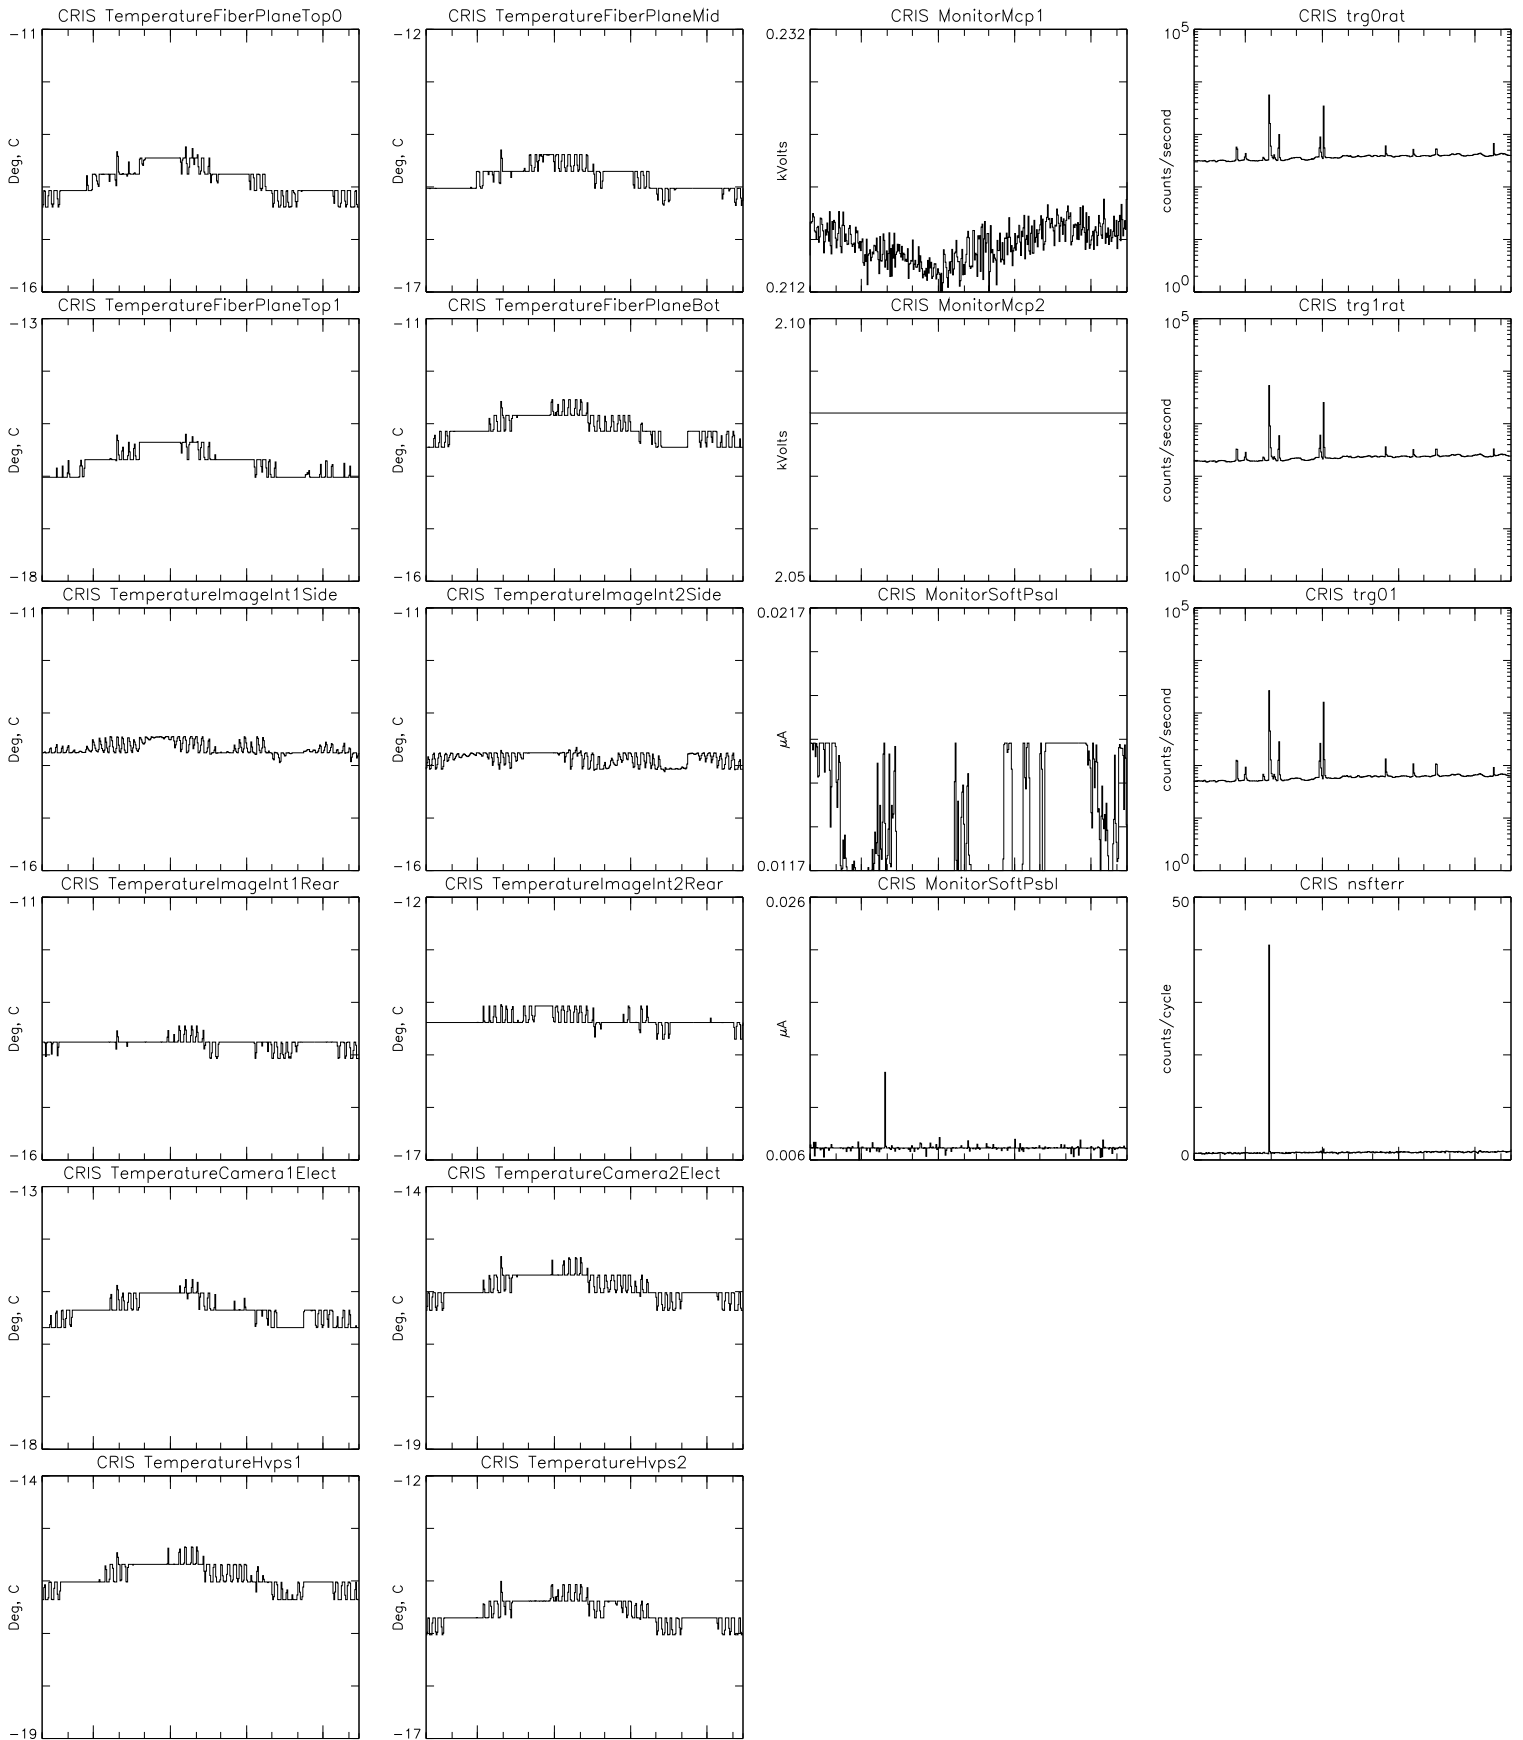 CRIS TemperatureFiberPlaneTop0
-11
Deg, C
-16
CRIS TemperatureFiberPlaneMid
-12
Deg, C
-17
CRIS MonitorMcp1
0.232
kVolts
0.212
CRIS trg0rat
10^5
counts/second
10^0
CRIS TemperatureFiberPlaneTop1
-13
Deg, C
-18
CRIS TemperatureFiberPlaneBot
-11
Deg, C
-16
CRIS MonitorMcp2
2.10
kVolts
2.05
CRIS trg1rat
10^5
counts/second
10^0
CRIS TemperatureImageInt1Side
-11
Deg, C
-16
CRIS TemperatureImageInt2Side
-11
Deg, C
-16
CRIS MonitorSoftPsaI
0.0217
μA
0.0117
CRIS trg01
10^5
counts/second
10^0
CRIS TemperatureImageInt1Rear
-11
Deg, C
-16
CRIS TemperatureImageInt2Rear
-12
Deg, C
-17
CRIS MonitorSoftPsbI
0.026
μA
0.006
CRIS nsfterr
50
counts/cycle
0
CRIS TemperatureCamera1Elect
-13
Deg, C
-18
CRIS TemperatureCamera2Elect
-14
Deg, C
-19
CRIS TemperatureHvps1
-14
Deg, C
-19
CRIS TemperatureHvps2
-12
Deg, C
-17